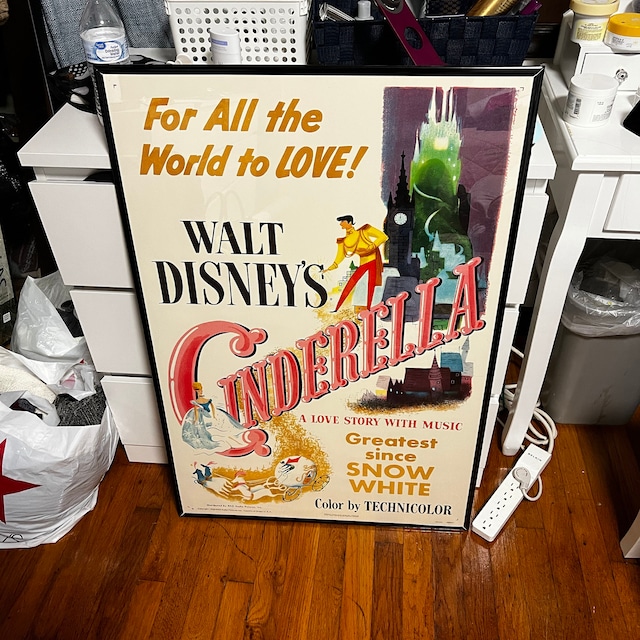 For All the
World to LOVE!
WALT
DISNEY'S
CINDERELLA
A LOVE STORY WITH MUSIC
Greatest
since
SNOW
WHITE
Color by TECHNICOLOR